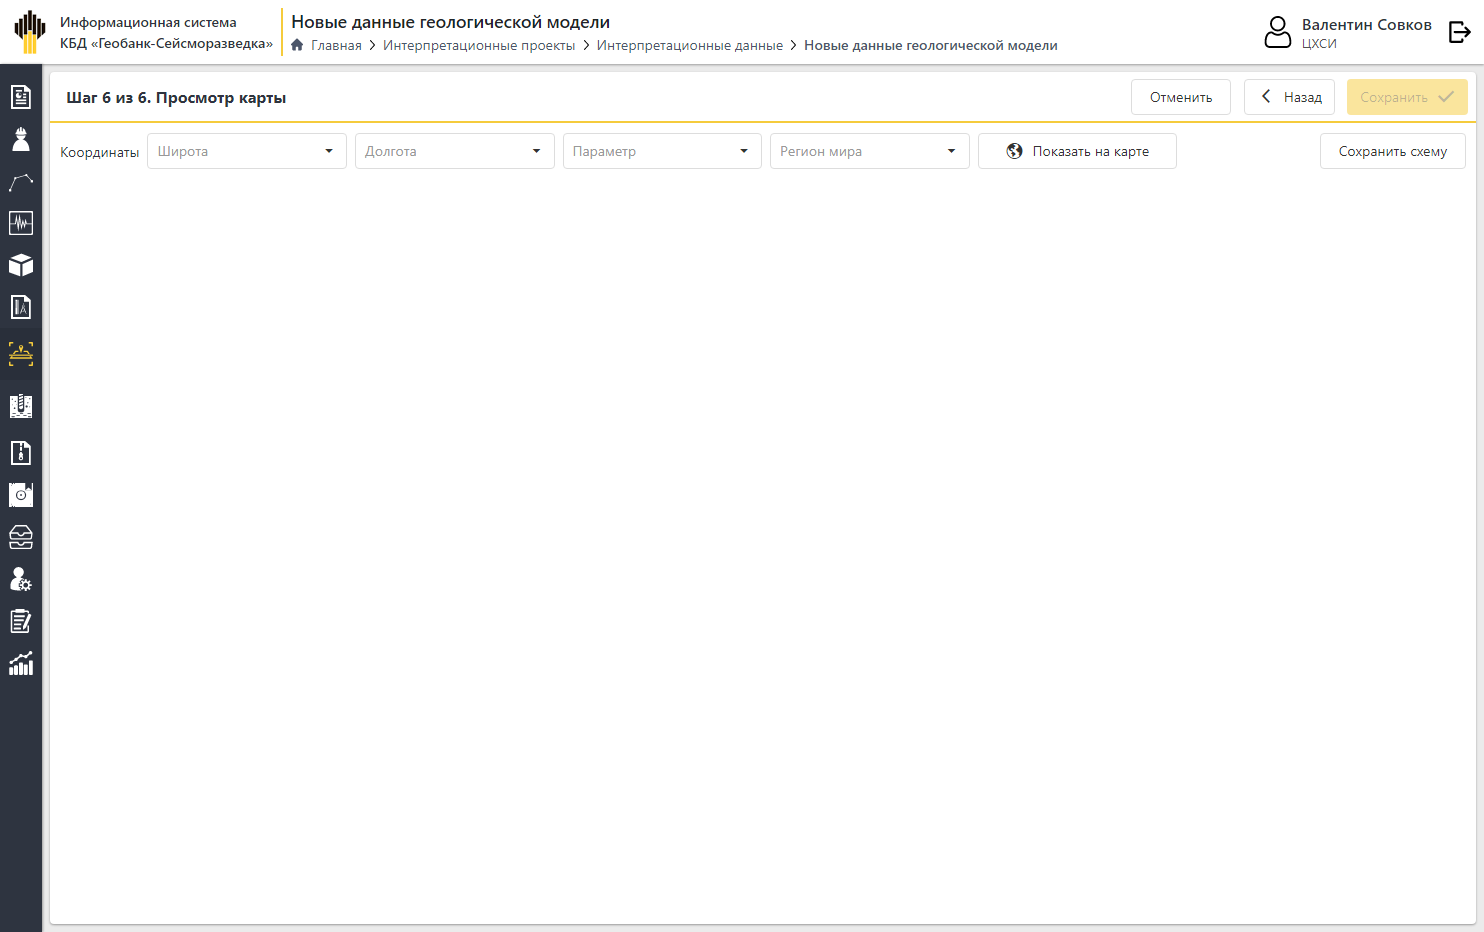 Информационная система
КБД «Геобанк-Сейсморазведка»
Новые данные геологической модели
Главная > Интерпретационные проекты > Интерпретационные данные > Новые данные геологической модели
Валентин Совков
ЦХСИ
Шаг 6 из 6. Просмотр карты
Отменить
Назад
Сохранить
Координаты
Широта
Долгота
Параметр
Регион мира
Показать на карте
Сохранить схему